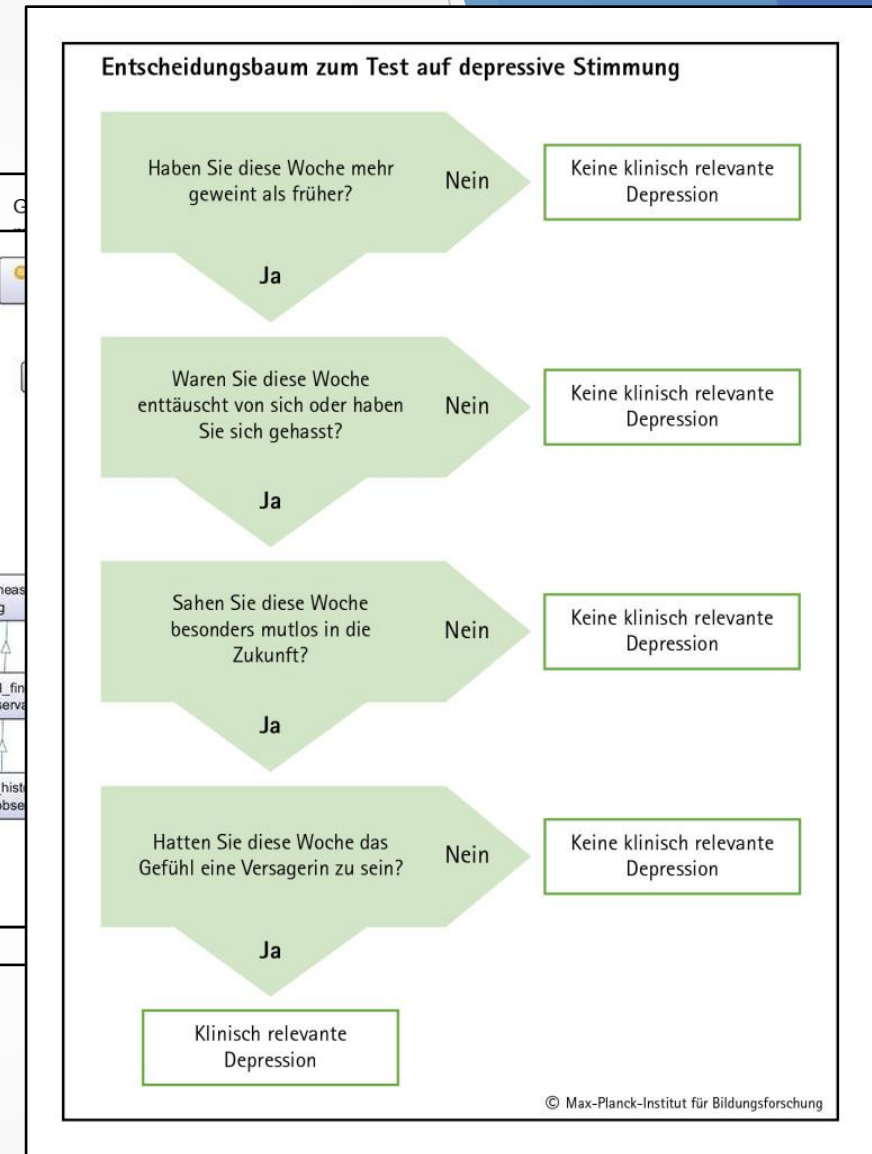 Entscheidungsbaum zum Test auf depressive Stimmung
Haben Sie diese Woche mehr
geweint als früher?
Nein
Keine klinisch relevante
Depression
Ja
Waren Sie diese Woche
enttäuscht von sich oder haben
Sie sich gehasst?
Nein
Keine klinisch relevante
Depression
Ja
Sahen Sie diese Woche
besonders mutlos in die
Zukunft?
Nein
Keine klinisch relevante
Depression
Ja
Hatten Sie diese Woche das
Gefühl eine Versagerin zu sein?
Nein
Keine klinisch relevante
Depression
Ja
Klinisch relevante
Depression
© Max-Planck-Institut für Bildungsforschung